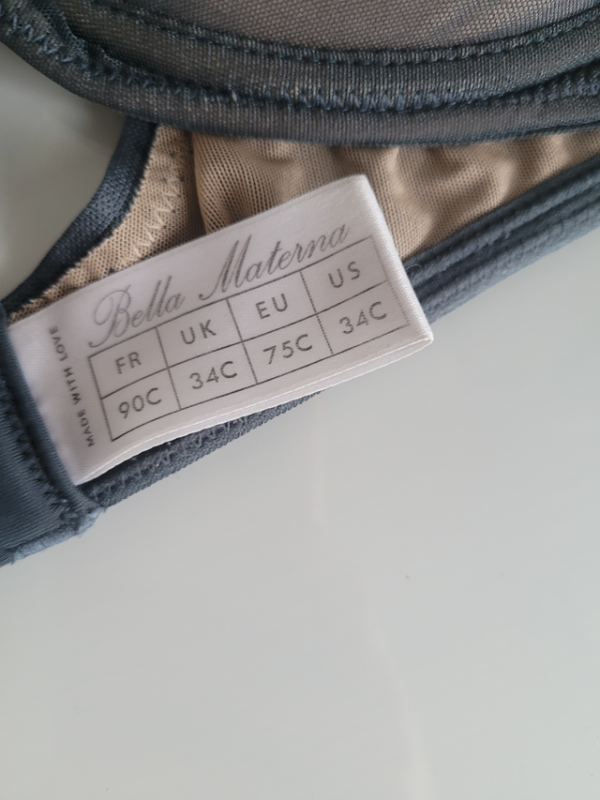 Bella Materna
FR UK EU US
90C 34C 75C 34C
MADE WITH LOVE